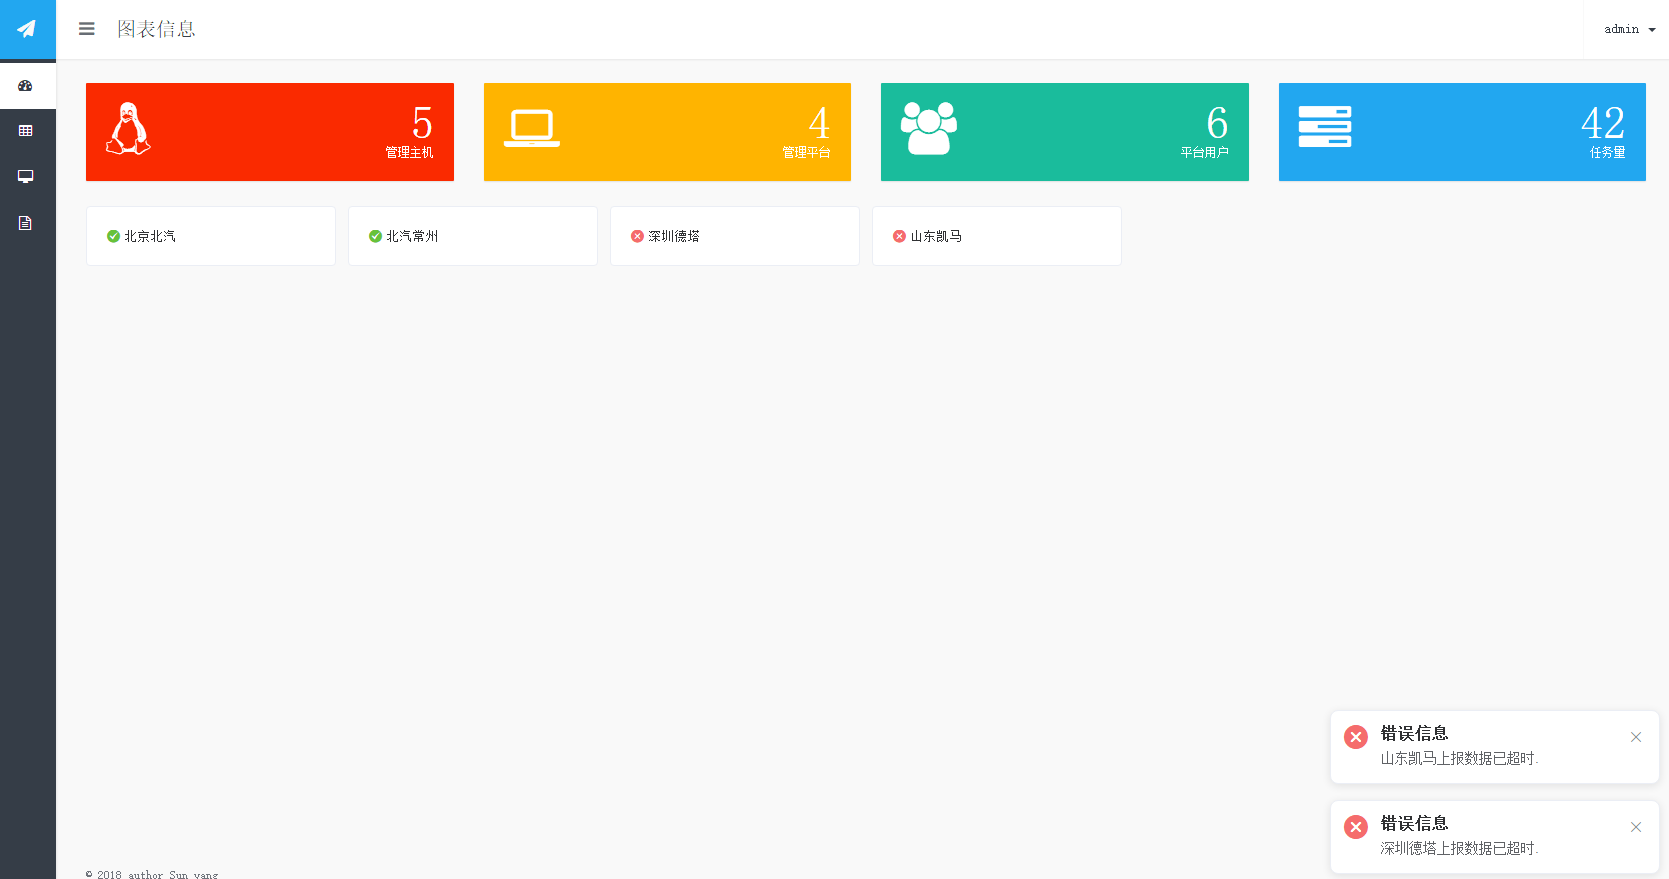 图表信息
admin
5
管理主机
4
管理平台
6
平台用户
42
任务量
北京北汽
北汽常州
深圳德塔
山东凯马
错误信息
山东凯马上报数据已超时.
错误信息
深圳德塔上报数据已超时.
© 2018 author Sun yang